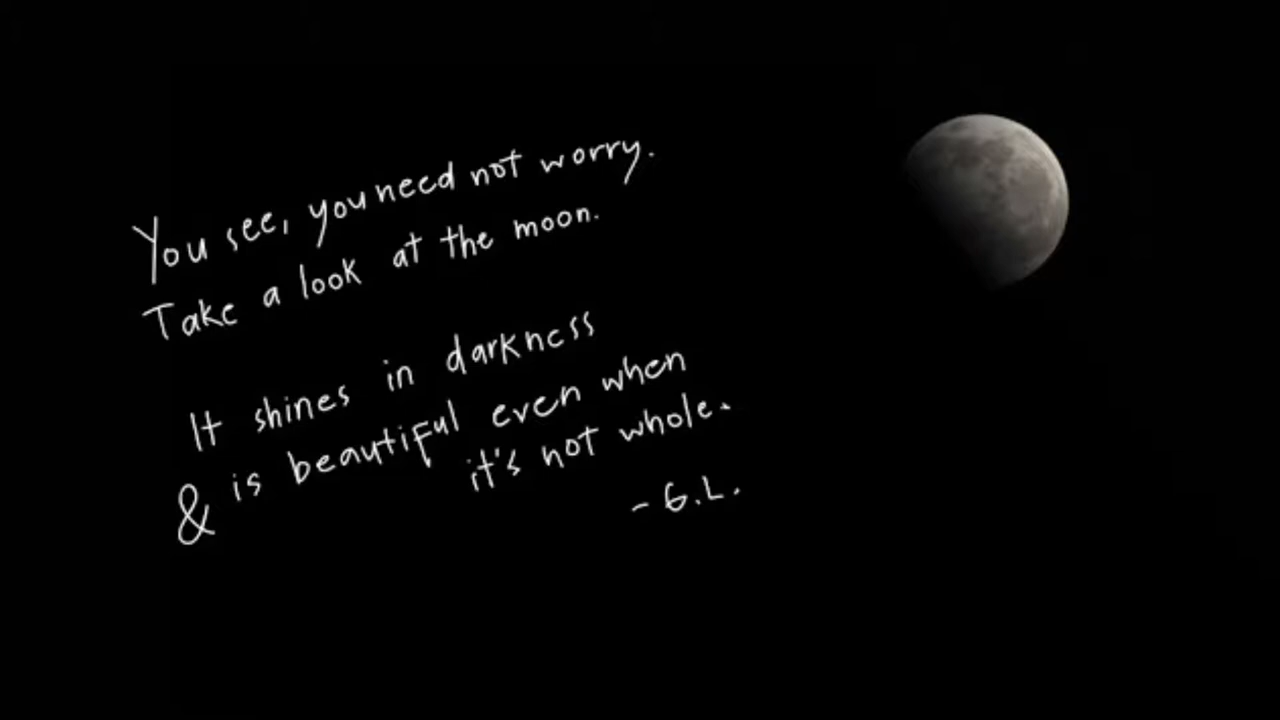 You see, you need not worry.
Take a look at the moon.
It shines in darkness
& is beautiful even when
it's not whole.
- G.L.